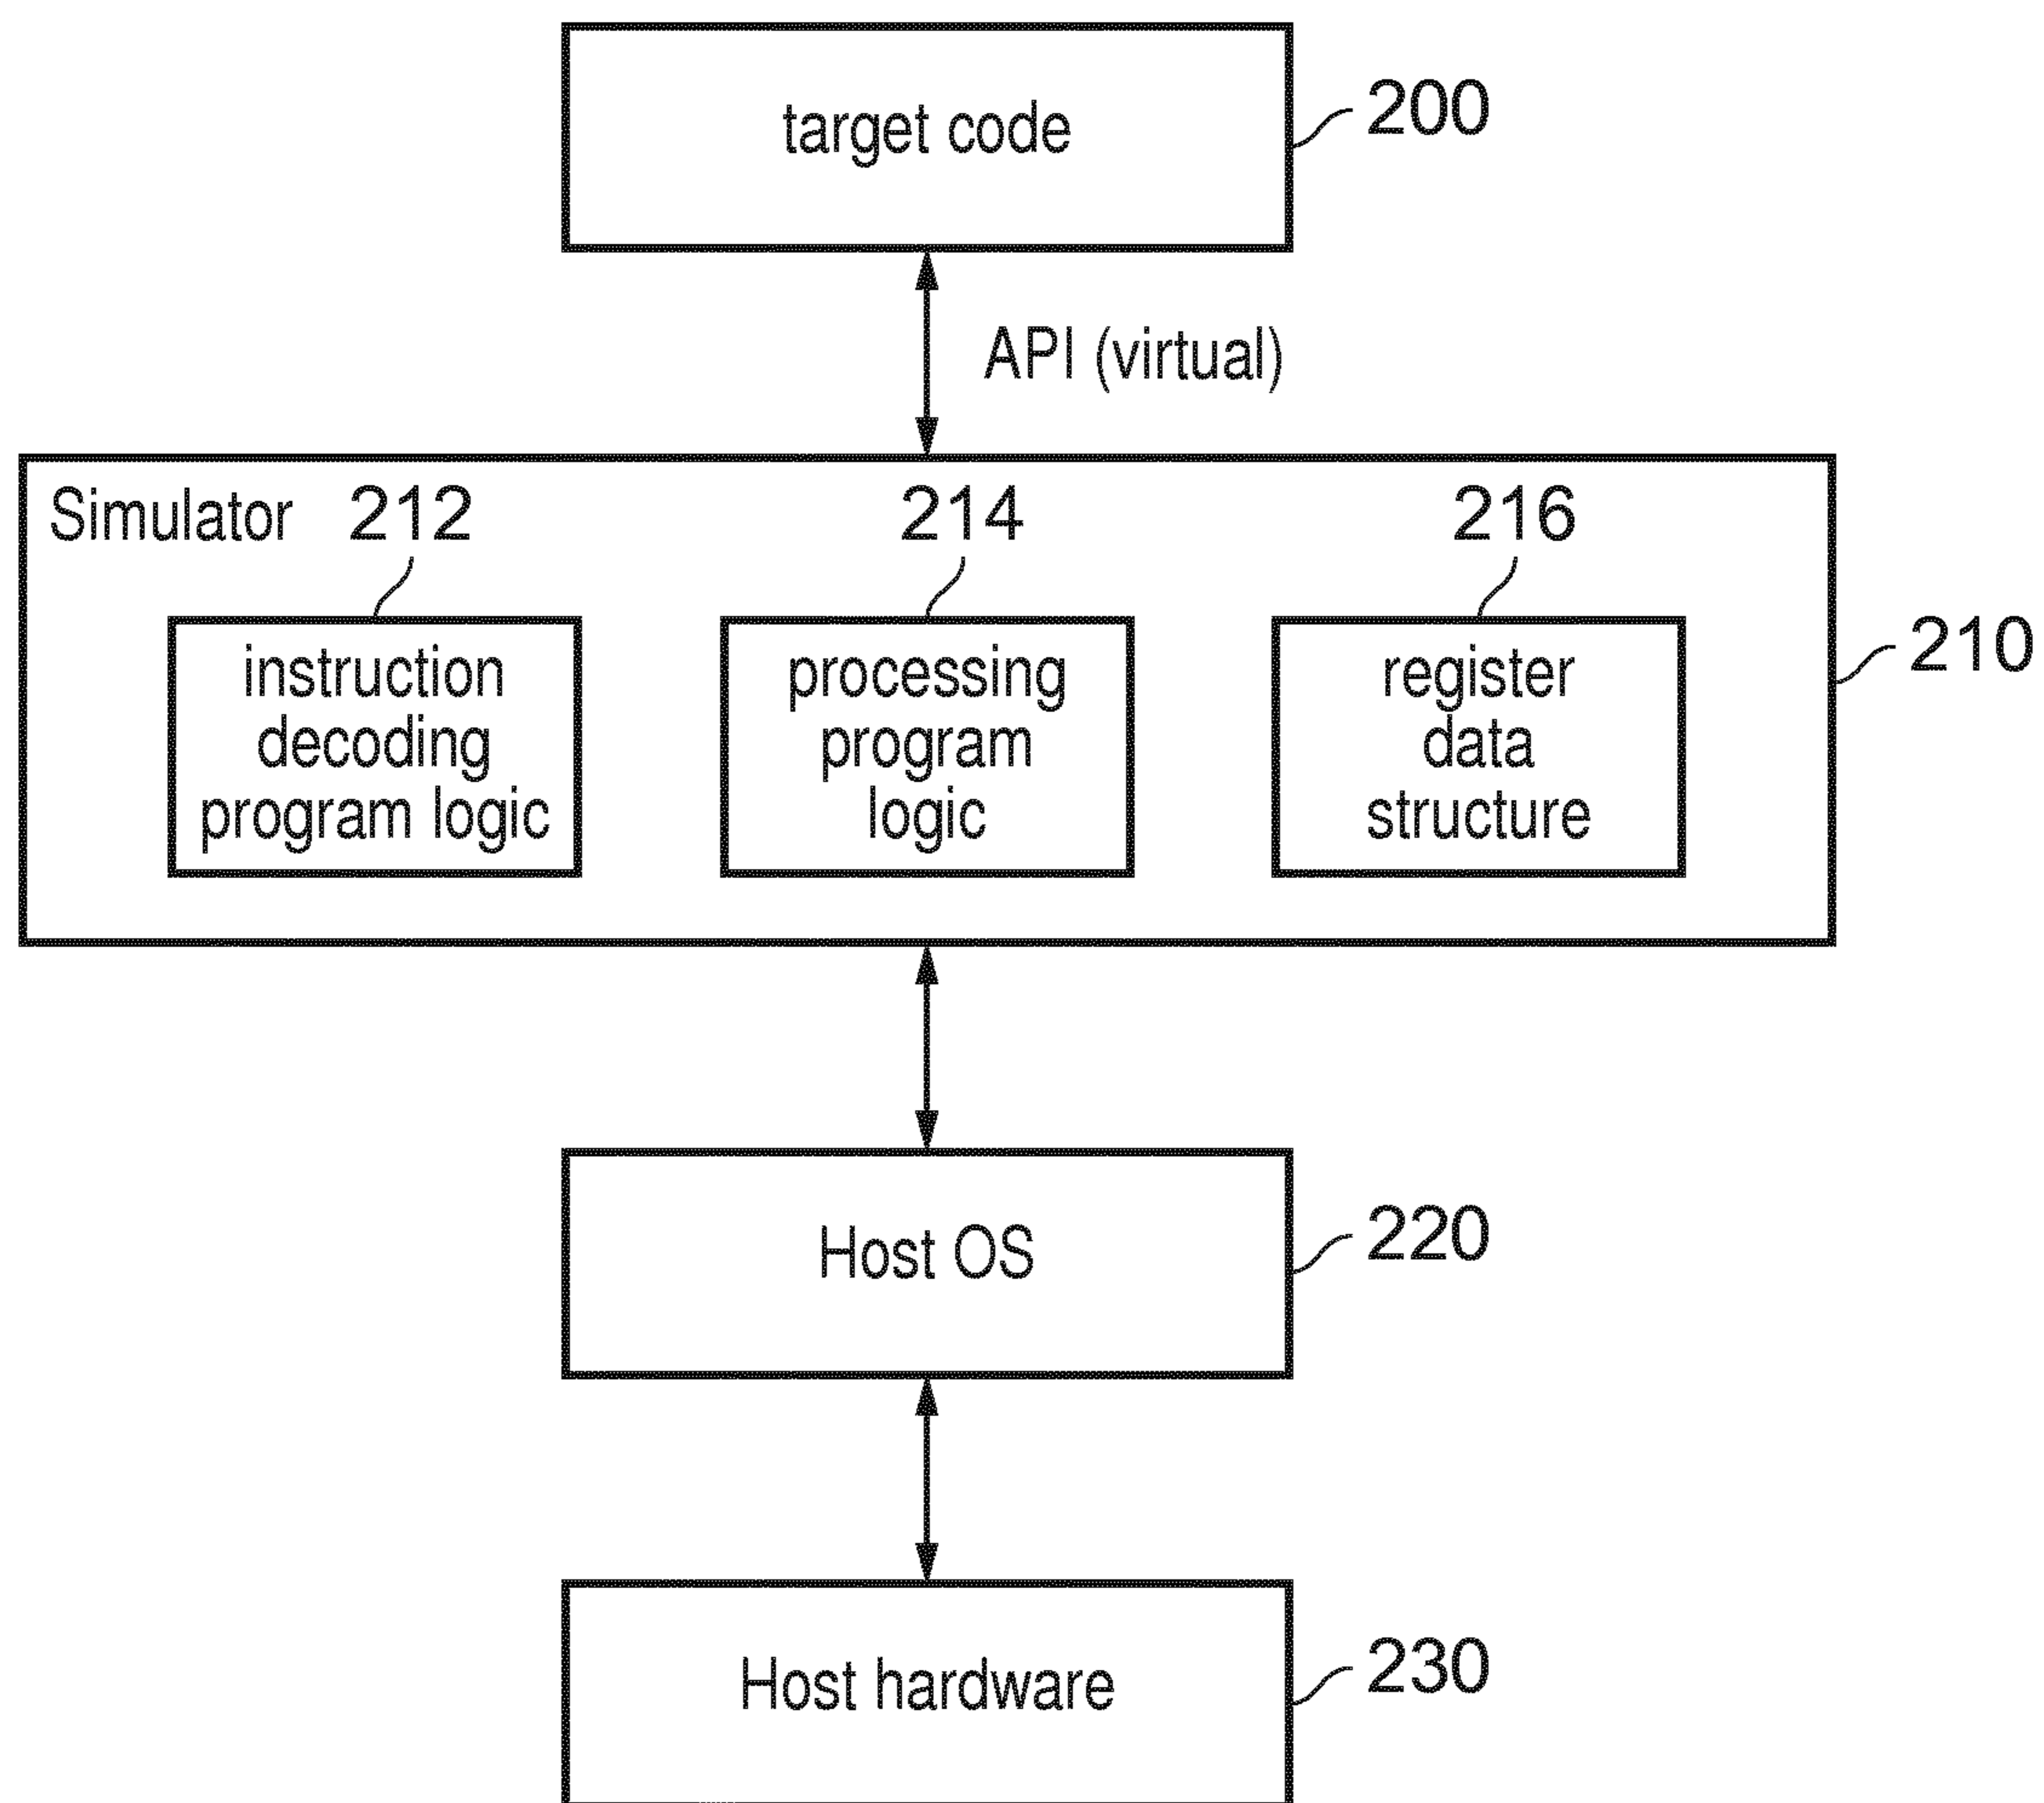 target code
200
API (virtual)
Simulator
212
214
216
instruction
decoding
program logic
processing
program
logic
register
data
structure
210
Host OS
220
Host hardware
230